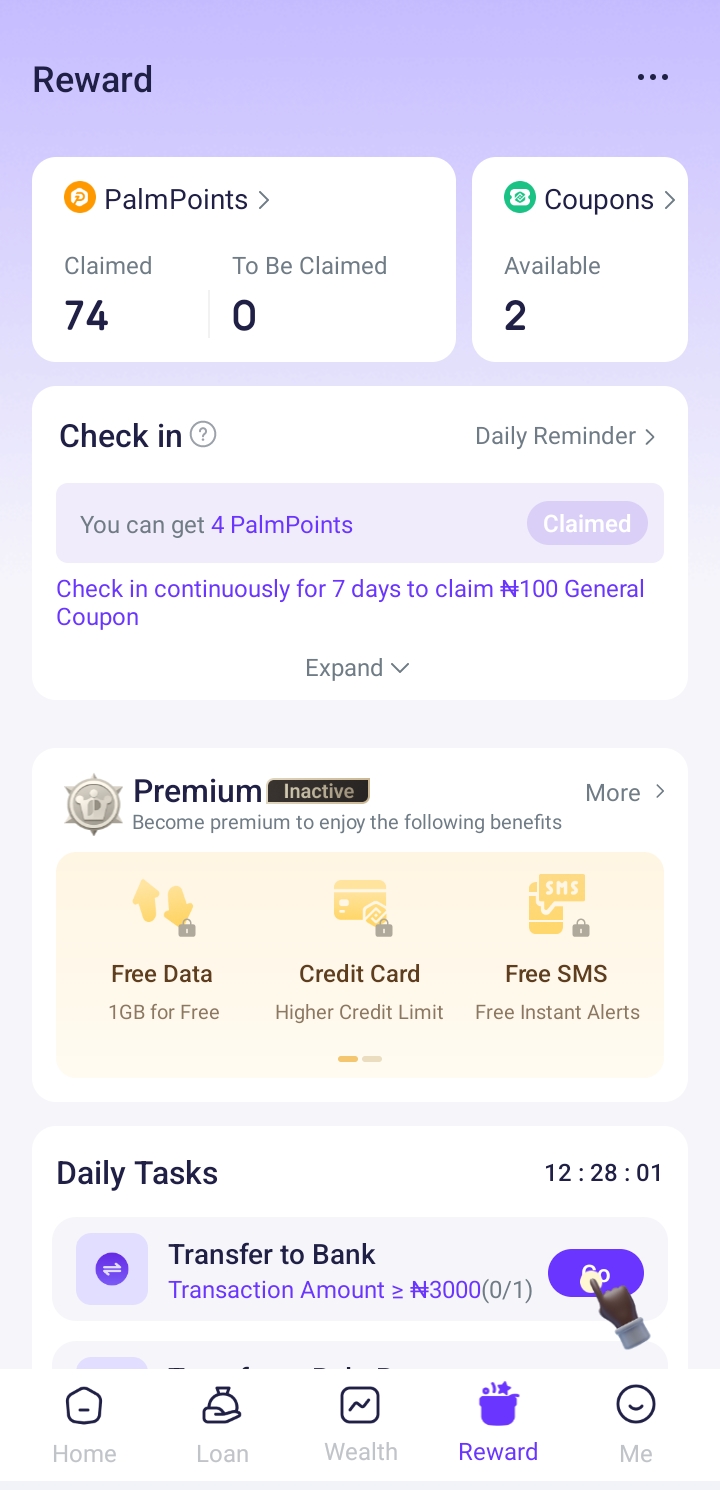 Reward
PalmPoints
Coupons
Claimed
To Be Claimed
Available
74
0
2
Check in
Daily Reminder
You can get 4 PalmPoints
Claimed
Check in continuously for 7 days to claim ₦100 General
Coupon
Expand
Premium Inactive
More
Become premium to enjoy the following benefits
SMS
Free Data
Credit Card
Free SMS
1GB for Free
Higher Credit Limit
Free Instant Alerts
Daily Tasks
12 : 28 : 01
Transfer to Bank
Go
Transaction Amount ≥ ₦3000(0/1)
Home
Loan
Wealth
Reward
Me